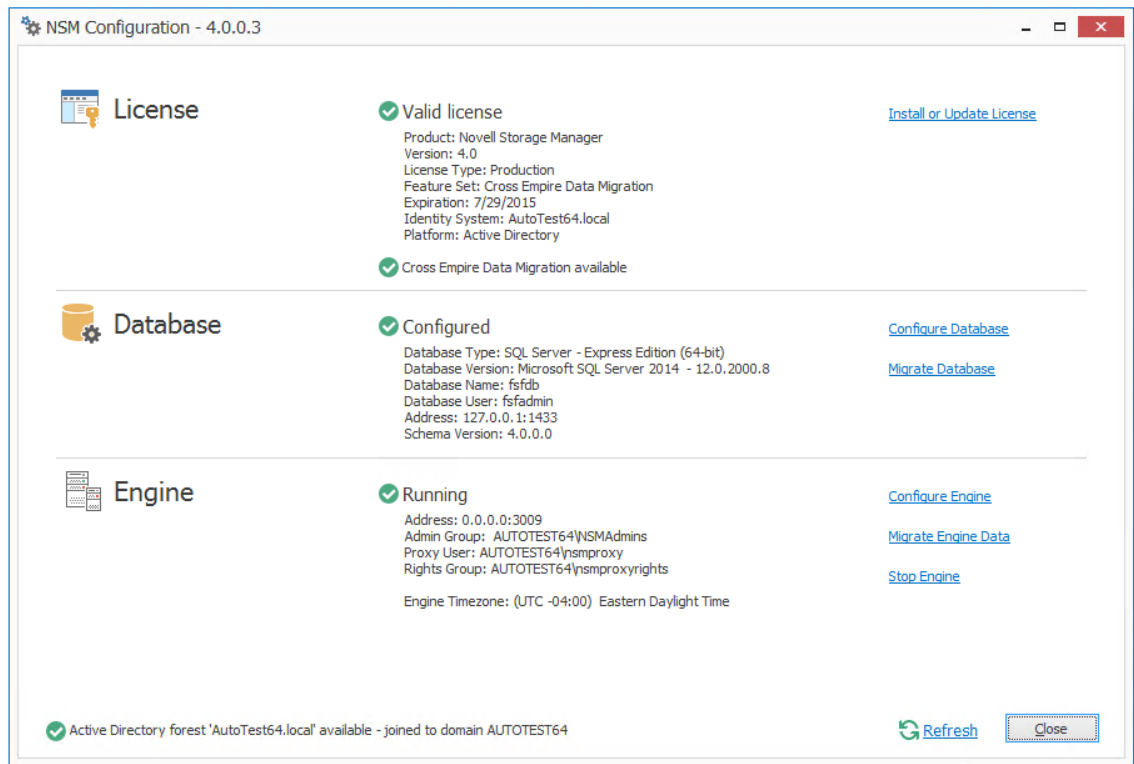 NSM Configuration - 4.0.0.3
License
Valid license
Install or Update License
Product: Novell Storage Manager
Version: 4.0
License Type: Production
Feature Set: Cross Empire Data Migration
Expiration: 7/29/2015
Identity System: AutoTest64.local
Platform: Active Directory
Cross Empire Data Migration available
Database
Configured
Configure Database
Database Type: SQL Server - Express Edition (64-bit)
Database Version: Microsoft SQL Server 2014 - 12.0.2000.8
Migrate Database
Database Name: fsfdb
Database User: fsfadmin
Address: 127.0.0.1:1433
Schema Version: 4.0.0.0
Engine
Running
Configure Engine
Address: 0.0.0.0:3009
Admin Group: AUTOTEST64\NSMAdmins
Migrate Engine Data
Proxy User: AUTOTEST64\nsmproxy
Rights Group: AUTOTEST64\nsmproxyrights
Stop Engine
Engine Timezone: (UTC -04:00) Eastern Daylight Time
Active Directory forest 'AutoTest64.local' available - joined to domain AUTOTEST64
Refresh
Close